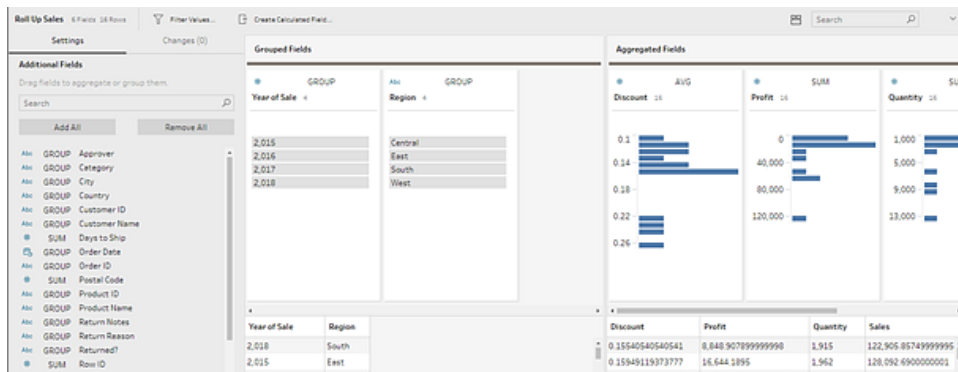 Roll Up Sales 6 Fields 16 Rows Filter Values... Create Calculated Field... Search
Settings Changes (0)
Additional Fields
Drag fields to aggregate or group them.
Search
Add All Remove All
Abc GROUP Approver
Abc GROUP Category
Abc GROUP City
Abc GROUP Country
Abc GROUP Customer ID
Abc GROUP Customer Name
# SUM Days to Ship
GROUP Order Date
Abc GROUP Order ID
# SUM Postal Code
Abc GROUP Product ID
Abc GROUP Product Name
Abc GROUP Return Notes
Abc GROUP Return Reason
Abc GROUP Returned?
# SUM Row ID
Grouped Fields
# GROUP
Year of Sale 4
2,015
2,016
2,017
2,018
Abc GROUP
Region 4
Central
East
South
West
Aggregated Fields
# AVG
Discount 16
0.1
0.14
0.18
0.22
0.26
# SUM
Profit 16
0
40,000
80,000
120,000
# SU
Quantity 16
1,000
5,000
9,000
13,000
Year of Sale Region
2,018 South
2,015 East
Discount Profit Quantity Sales
0.15540540540541 8,848.907899999998 1,915 122,905.85749999995
0.15949119373777 16,644.1895 1,962 128,092.6900000001